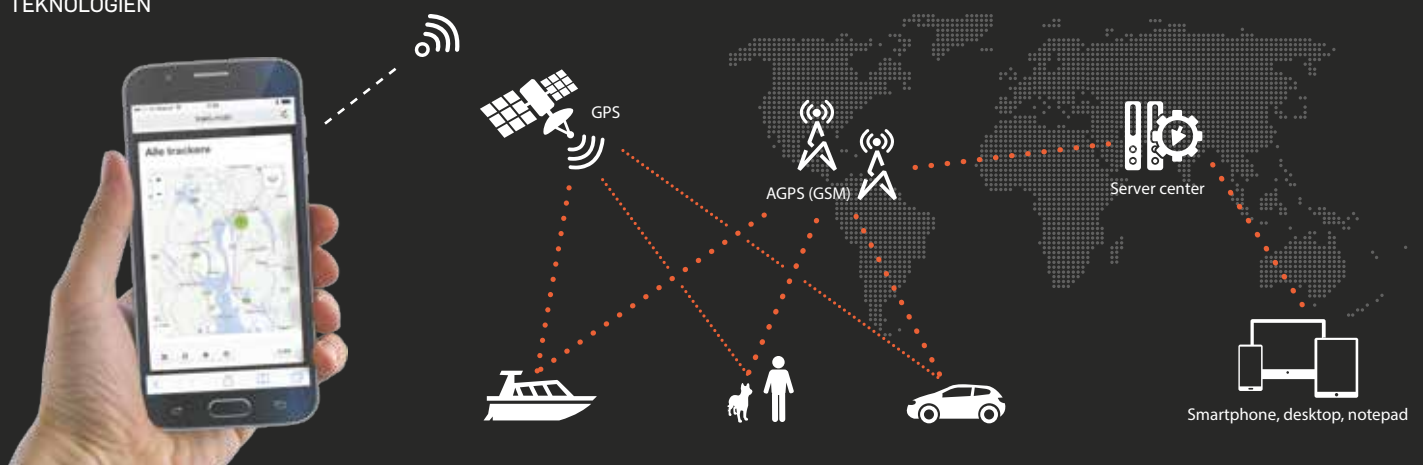 TEKNOLOGIEN
Alle trackere
GPS
AGPS (GSM)
Server center
Smartphone, desktop, notepad